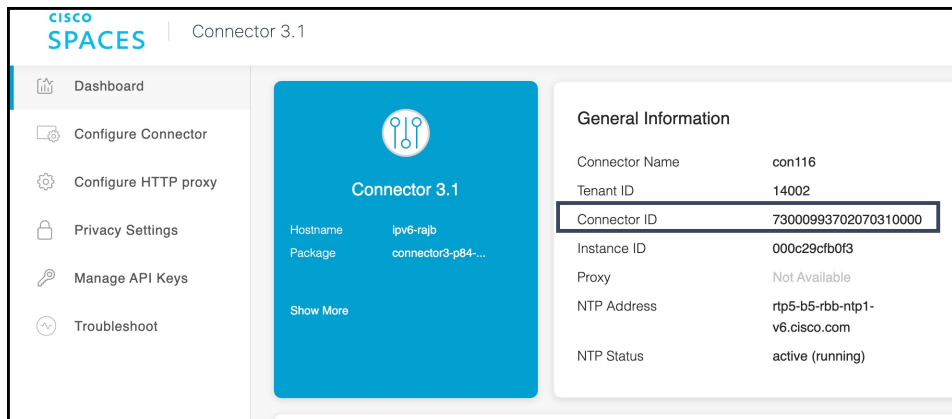 CISCO
SPACES
Connector 3.1
Dashboard
Configure Connector
Configure HTTP proxy
Privacy Settings
Manage API Keys
Troubleshoot
Connector 3.1
Hostname ipv6-rajb
Package connector3-p84-...
Show More
General Information
Connector Name con116
Tenant ID 14002
Connector ID 73000993702070310000
Instance ID 000c29cfb0f3
Proxy Not Available
NTP Address rtp5-b5-rbb-ntp1-
v6.cisco.com
NTP Status active (running)